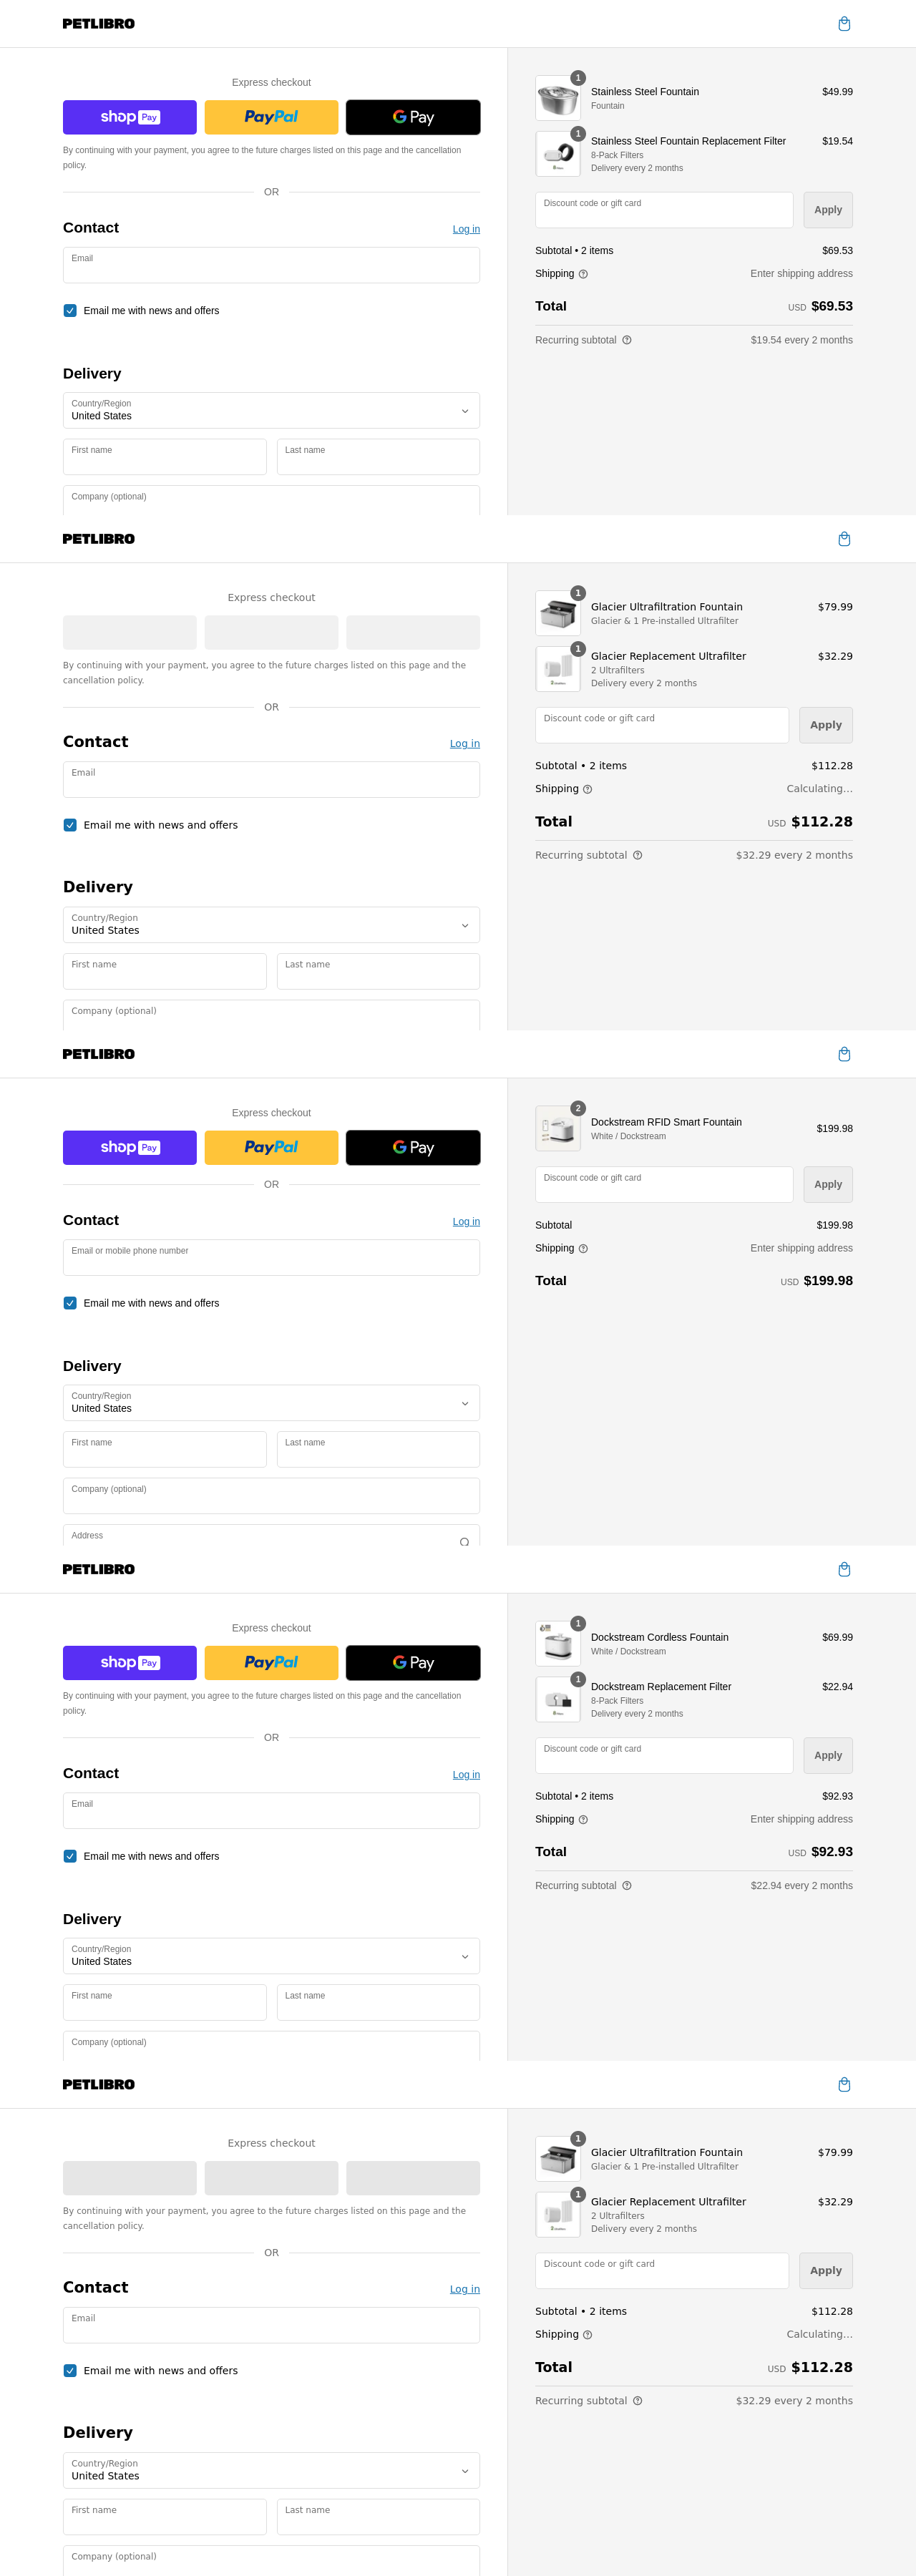 PETLIBRO
Express checkout
shop Pay
PayPal
G Pay
By continuing with your payment, you agree to the future charges listed on this page and the cancellation
policy.
OR
Contact
Log in
Email
Email me with news and offers
Delivery
Country/Region
United States
First name
Last name
Company (optional)
1
Stainless Steel Fountain
$49.99
Fountain
1
Stainless Steel Fountain Replacement Filter
$19.54
8-Pack Filters
Delivery every 2 months
Discount code or gift card
Apply
Subtotal • 2 items
$69.53
Shipping
Enter shipping address
Total
USD $69.53
Recurring subtotal
$19.54 every 2 months
PETLIBRO
Express checkout
By continuing with your payment, you agree to the future charges listed on this page and the
cancellation policy.
OR
Contact
Log in
Email
Email me with news and offers
Delivery
Country/Region
United States
First name
Last name
Company (optional)
1
Glacier Ultrafiltration Fountain
$79.99
Glacier & 1 Pre-installed Ultrafilter
1
Glacier Replacement Ultrafilter
$32.29
2 Ultrafilters
Delivery every 2 months
Discount code or gift card
Apply
Subtotal • 2 items
$112.28
Shipping
Calculating...
Total
USD $112.28
Recurring subtotal
$32.29 every 2 months
PETLIBRO
Express checkout
shop Pay
PayPal
G Pay
OR
Contact
Log in
Email or mobile phone number
Email me with news and offers
Delivery
Country/Region
United States
First name
Last name
Company (optional)
Address
2
Dockstream RFID Smart Fountain
$199.98
White / Dockstream
Discount code or gift card
Apply
Subtotal
$199.98
Shipping
Enter shipping address
Total
USD $199.98
PETLIBRO
Express checkout
shop Pay
PayPal
G Pay
By continuing with your payment, you agree to the future charges listed on this page and the cancellation
policy.
OR
Contact
Log in
Email
Email me with news and offers
Delivery
Country/Region
United States
First name
Last name
Company (optional)
1
Dockstream Cordless Fountain
$69.99
White / Dockstream
1
Dockstream Replacement Filter
$22.94
8-Pack Filters
Delivery every 2 months
Discount code or gift card
Apply
Subtotal • 2 items
$92.93
Shipping
Enter shipping address
Total
USD $92.93
Recurring subtotal
$22.94 every 2 months
PETLIBRO
Express checkout
By continuing with your payment, you agree to the future charges listed on this page and the
cancellation policy.
OR
Contact
Log in
Email
Email me with news and offers
Delivery
Country/Region
United States
First name
Last name
Company (optional)
1
Glacier Ultrafiltration Fountain
$79.99
Glacier & 1 Pre-installed Ultrafilter
1
Glacier Replacement Ultrafilter
$32.29
2 Ultrafilters
Delivery every 2 months
Discount code or gift card
Apply
Subtotal • 2 items
$112.28
Shipping
Calculating...
Total
USD $112.28
Recurring subtotal
$32.29 every 2 months